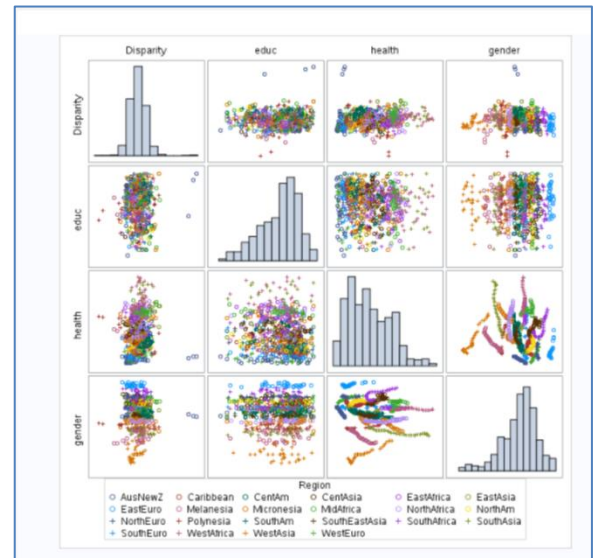 Disparity educ health gender
Disparity
educ
health
gender
Region
AusNewZ Caribbean CentAm CentAsia EastAfrica EastAsia
EastEuro Melanesia Micronesia MidAfrica NorthAfrica NorthAm
NorthEuro Polynesia SouthAm SouthEastAsia SouthAfrica SouthAsia
SouthEuro WestAfrica WestAsia WestEuro